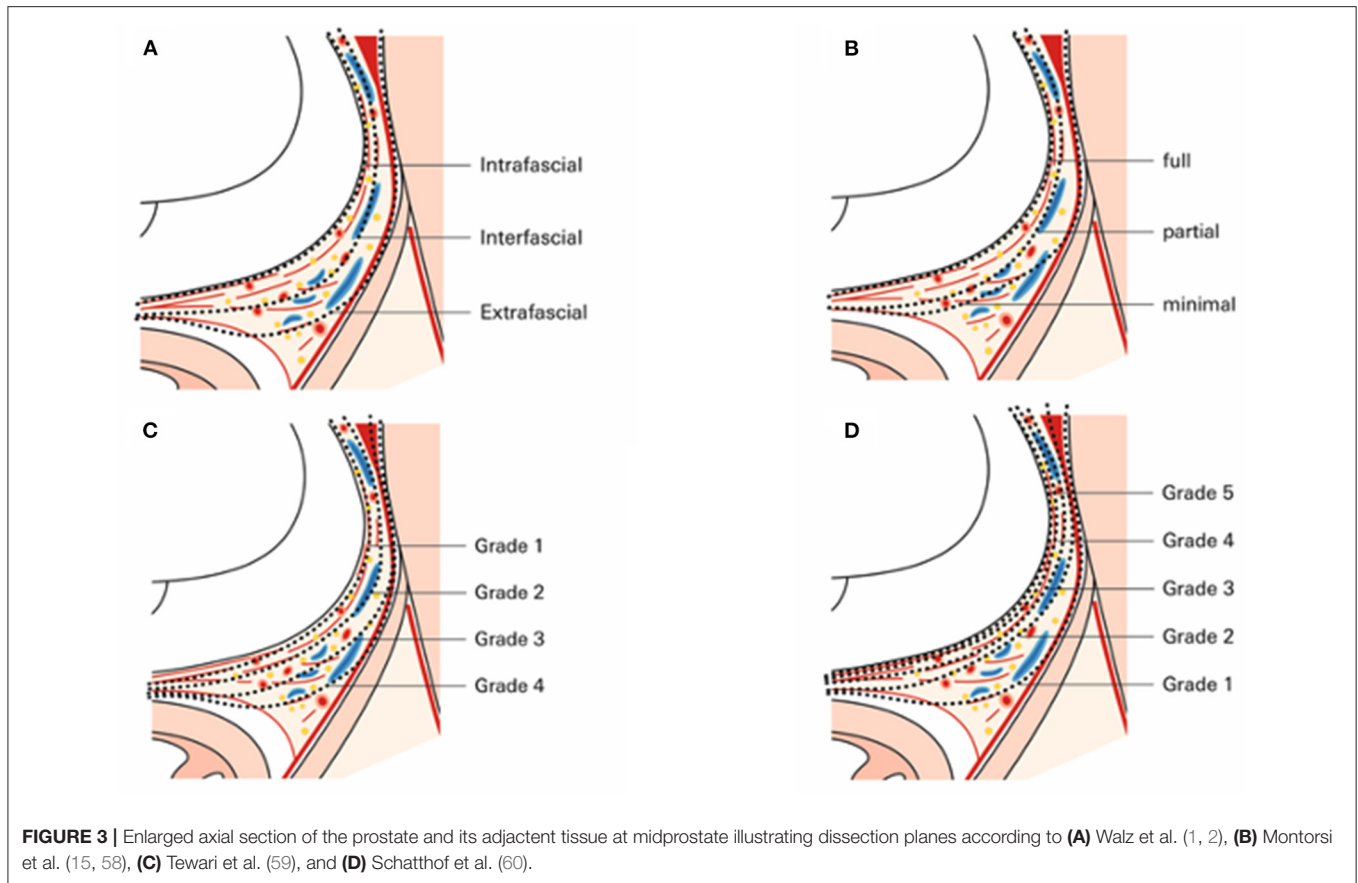 A
Intrafascial
Interfascial
Extrafascial
B
full
partial
minimal
C
Grade 1
Grade 2
Grade 3
Grade 4
D
Grade 5
Grade 4
Grade 3
Grade 2
Grade 1
FIGURE 3 | Enlarged axial section of the prostate and its adjactent tissue at midprostate illustrating dissection planes according to (A) Walz et al. (1, 2), (B) Montorsi
et al. (15, 58), (C) Tewari et al. (59), and (D) Schatthof et al. (60).